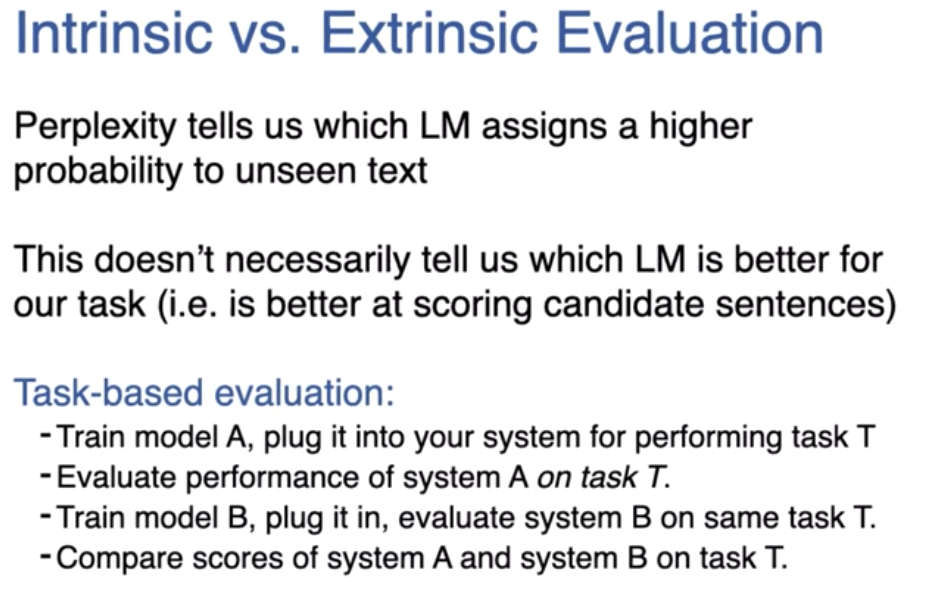 Intrinsic vs. Extrinsic Evaluation
Perplexity tells us which LM assigns a higher
probability to unseen text
This doesn't necessarily tell us which LM is better for
our task (i.e. is better at scoring candidate sentences)
Task-based evaluation:
- Train model A, plug it into your system for performing task T
- Evaluate performance of system A on task T.
- Train model B, plug it in, evaluate system B on same task T.
- Compare scores of system A and system B on task T.